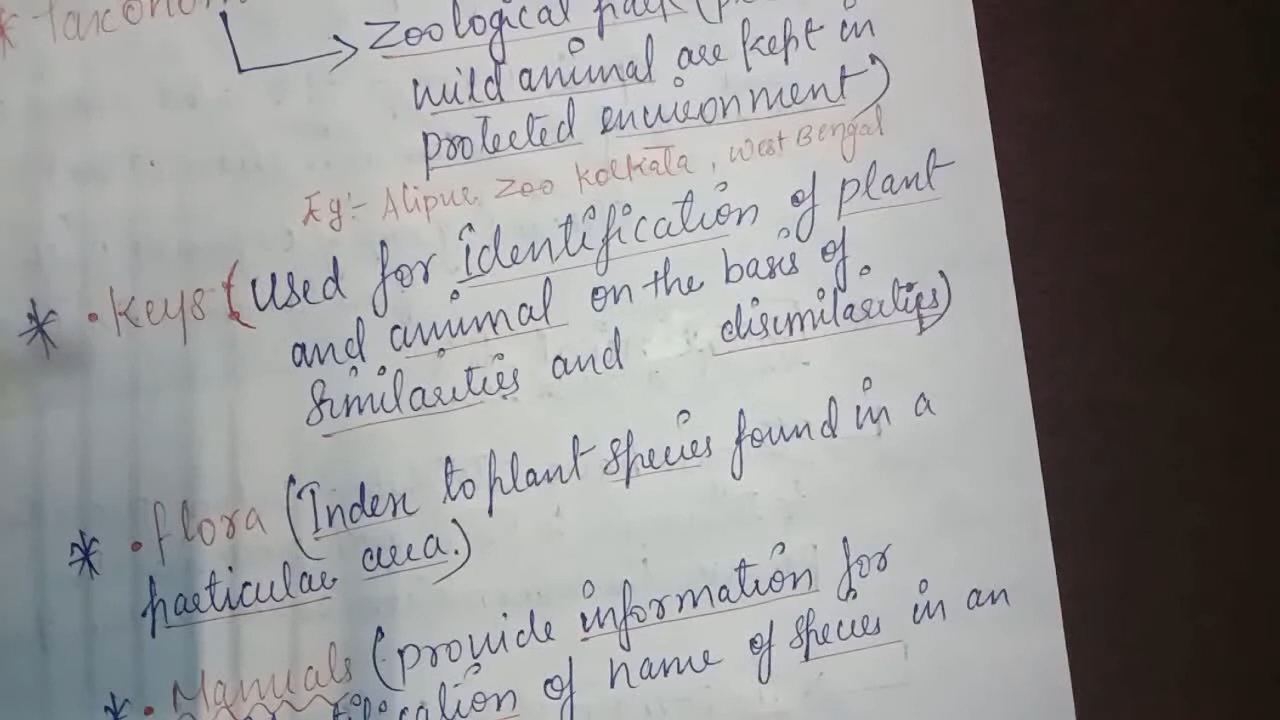 * Taxonom
Zoological park (
wild animal are kept in
protected environment)
Eg:- Alipur Zoo Kolkata, West Bengal
* • Keys (used for identification of plant
and animal on the basis of
similarities and dissimilarities)
* • flora (Index to plant species found in a
particular area.)
* • Manuals (provide information for
of name of species in an